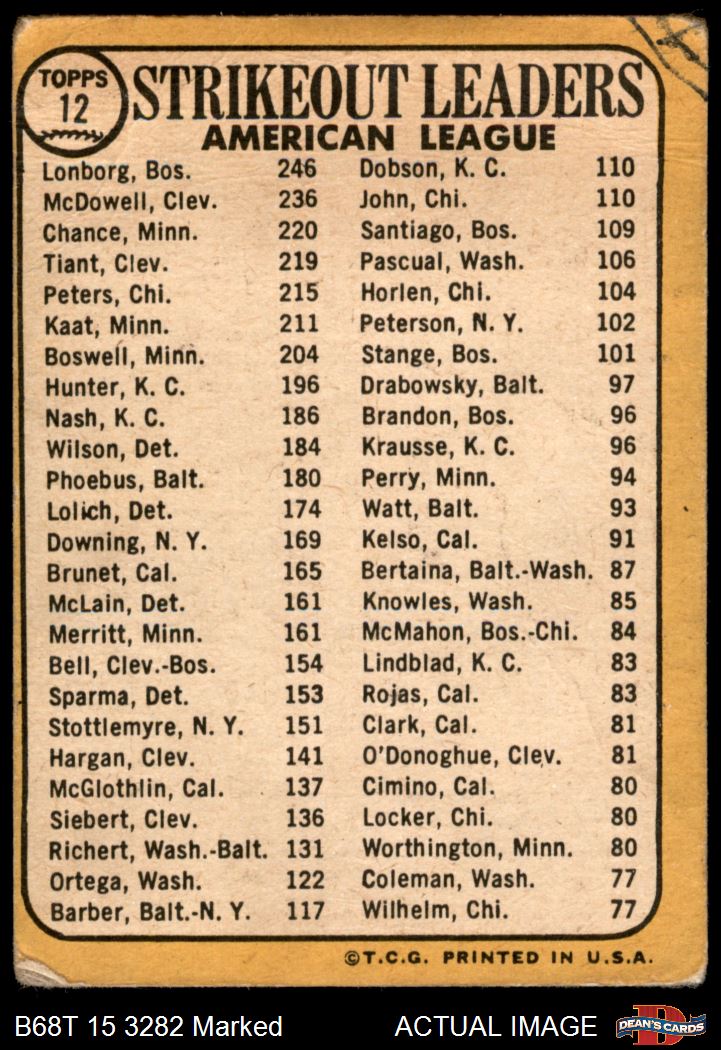 TOPPS
12
STRIKEOUT LEADERS
AMERICAN LEAGUE
Lonborg, Bos. 246
McDowell, Clev. 236
Chance, Minn. 220
Tiant, Clev. 219
Peters, Chi. 215
Kaat, Minn. 211
Boswell, Minn. 204
Hunter, K. C. 196
Nash, K. C. 186
Wilson, Det. 184
Phoebus, Balt. 180
Lolich, Det. 174
Downing, N. Y. 169
Brunet, Cal. 165
McLain, Det. 161
Merritt, Minn. 161
Bell, Clev.-Bos. 154
Sparma, Det. 153
Stottlemyre, N. Y. 151
Hargan, Clev. 141
McGlothlin, Cal. 137
Siebert, Clev. 136
Richert, Wash.-Balt. 131
Ortega, Wash. 122
Barber, Balt.-N. Y. 117
Dobson, K. C. 110
John, Chi. 110
Santiago, Bos. 109
Pascual, Wash. 106
Horlen, Chi. 104
Peterson, N. Y. 102
Stange, Bos. 101
Drabowsky, Balt. 97
Brandon, Bos. 96
Krausse, K. C. 96
Perry, Minn. 94
Watt, Balt. 93
Kelso, Cal. 91
Bertaina, Balt.-Wash. 87
Knowles, Wash. 85
McMahon, Bos.-Chi. 84
Lindblad, K. C. 83
Rojas, Cal. 83
Clark, Cal. 81
O'Donoghue, Clev. 81
Cimino, Cal. 80
Locker, Chi. 80
Worthington, Minn. 80
Coleman, Wash. 77
Wilhelm, Chi. 77
©T.C.G. PRINTED IN U.S.A.
B68T 15 3282 Marked
ACTUAL IMAGE
D
DEAN'S CARDS